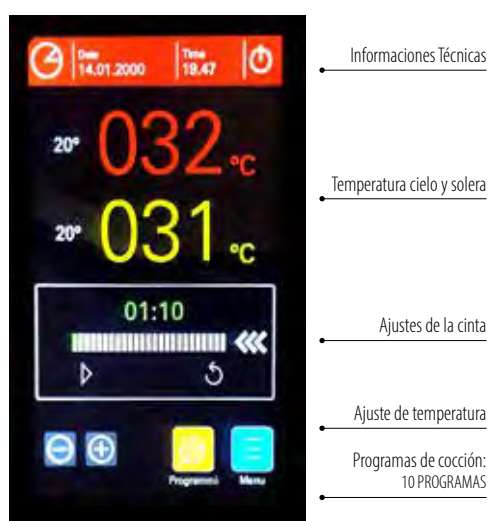 Date
14.01.2000
Time
19.47
20°
032 °C
20°
031 °C
01:10
Programmi
Menu
Informaciones Técnicas
Temperatura cielo y solera
Ajustes de la cinta
Ajuste de temperatura
Programas de cocción:
10 PROGRAMAS